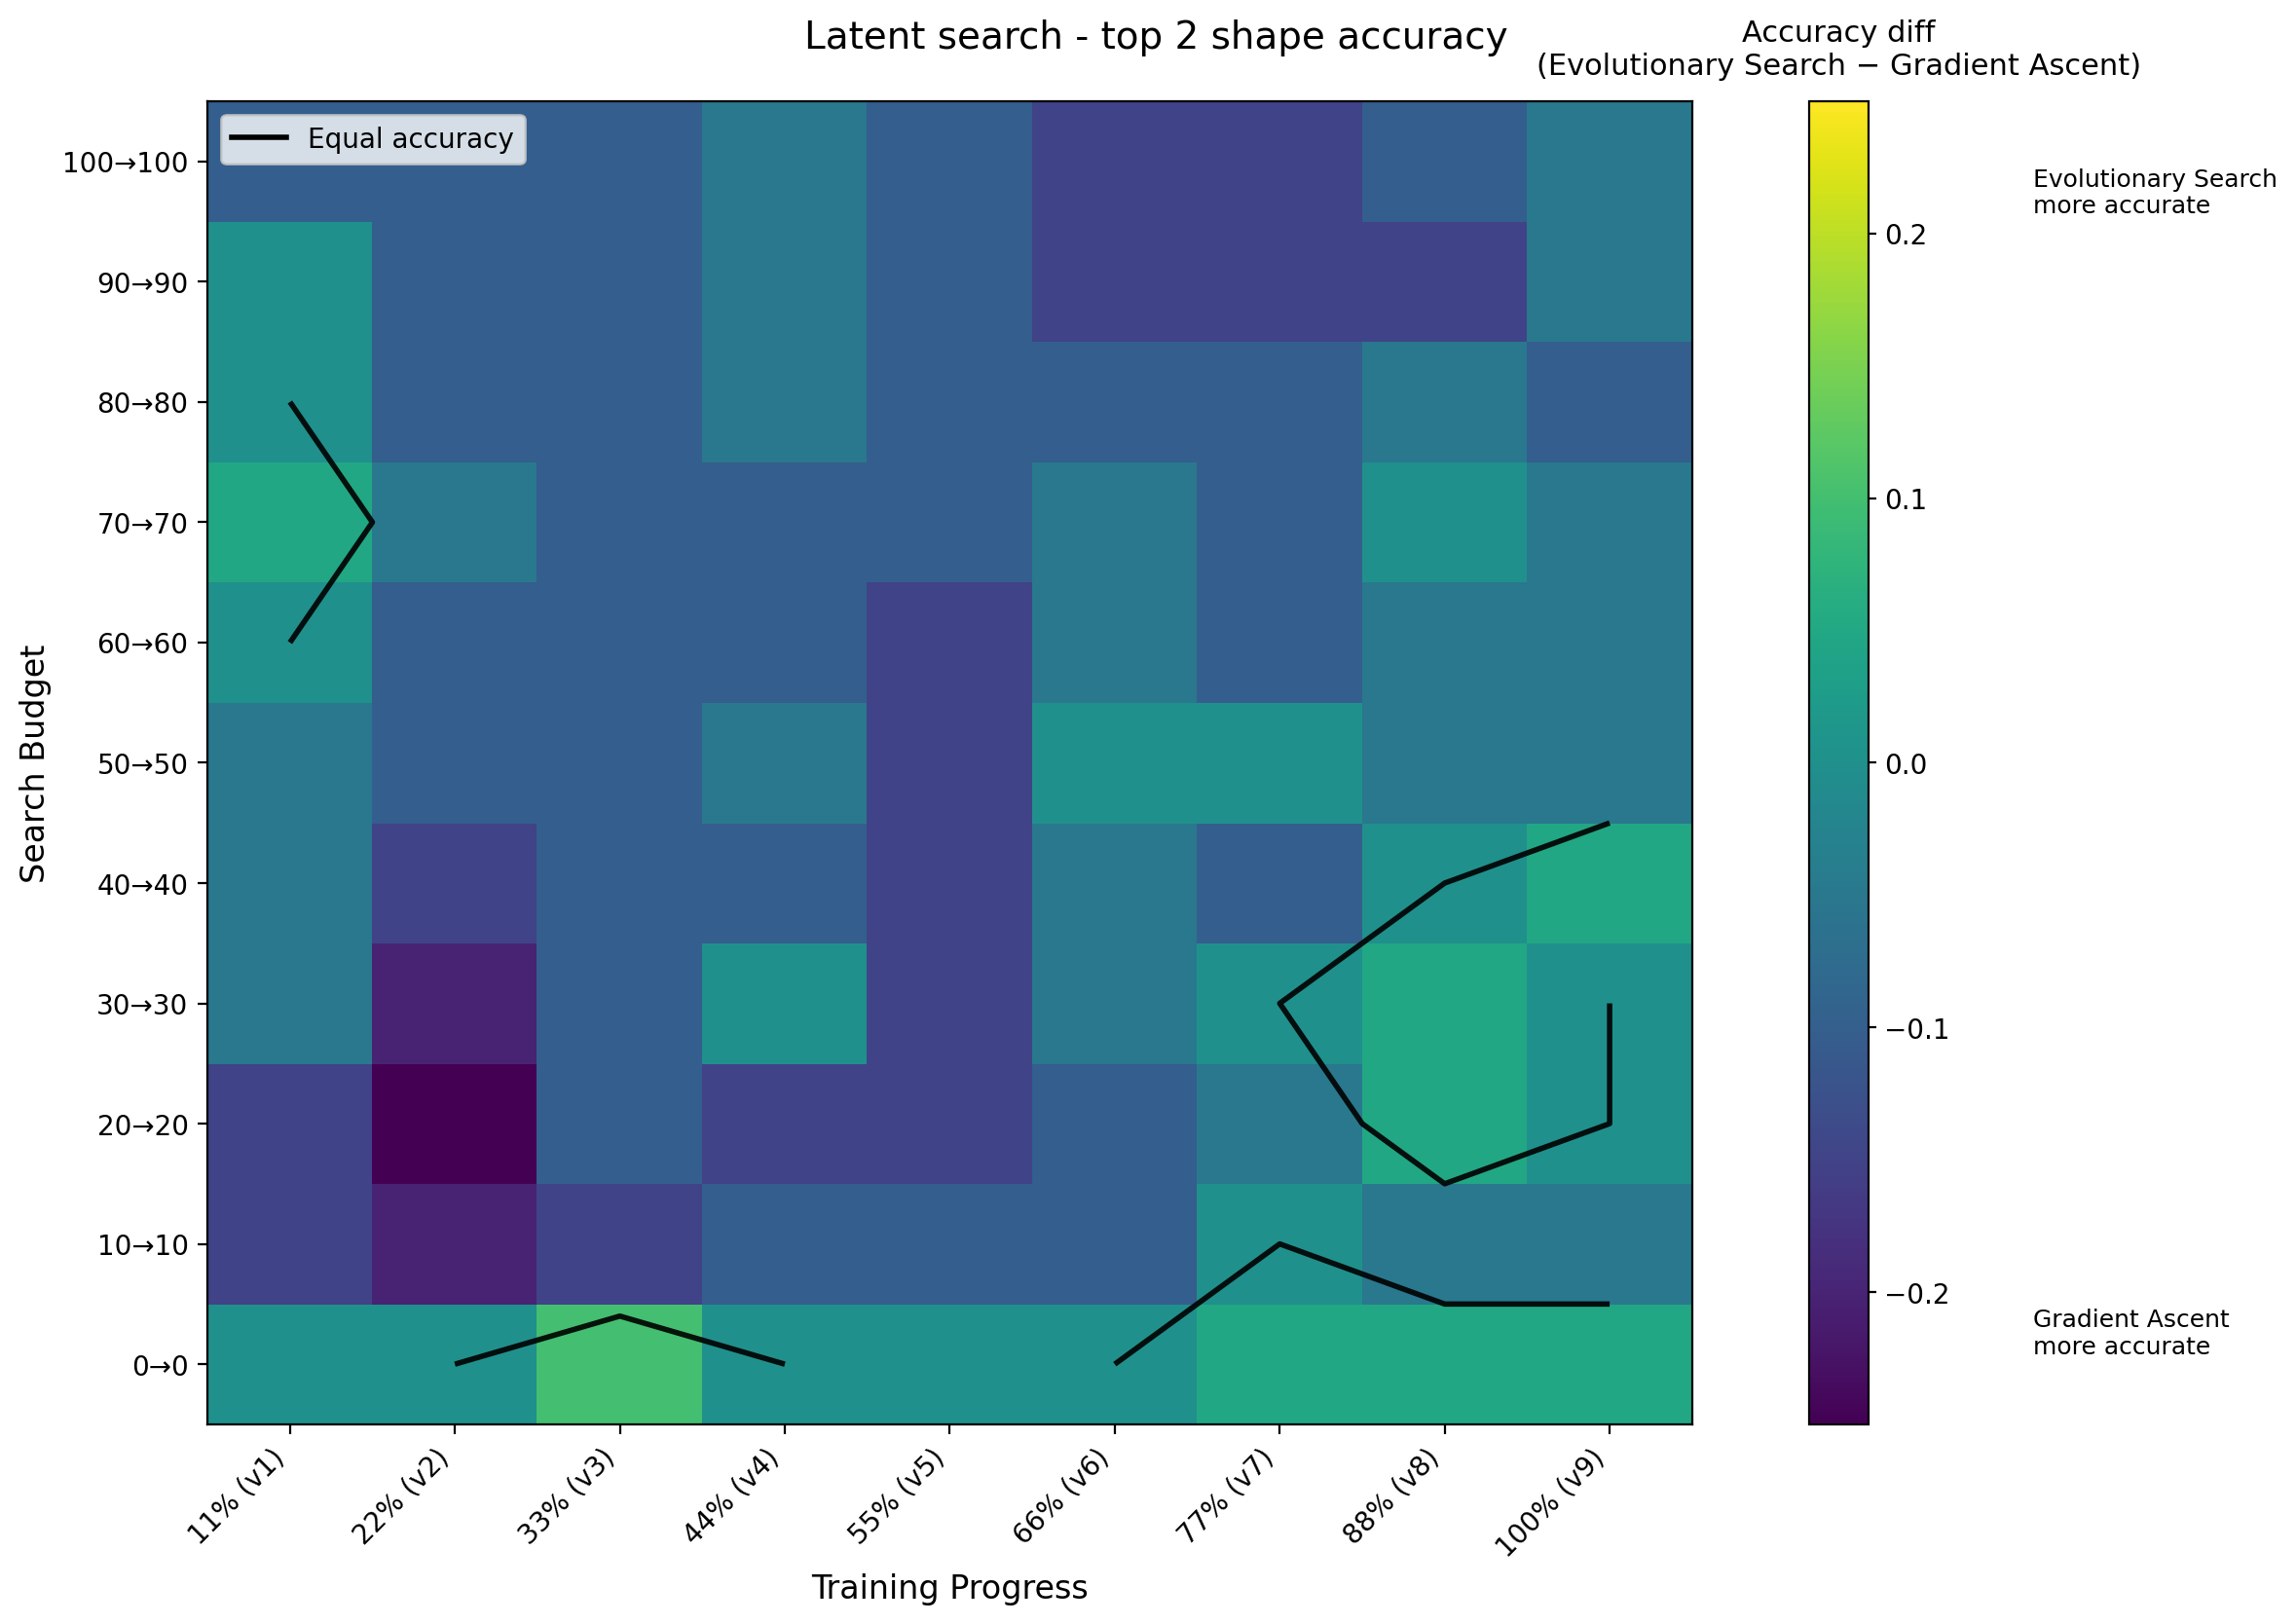 Latent search - top 2 shape accuracy
Accuracy diff
(Evolutionary Search − Gradient Ascent)
Equal accuracy
Search Budget
100→100
90→90
80→80
70→70
60→60
50→50
40→40
30→30
20→20
10→10
0→0
11% (v1)
22% (v2)
33% (v3)
44% (v4)
55% (v5)
66% (v6)
77% (v7)
88% (v8)
100% (v9)
Training Progress
0.2
0.1
0.0
−0.1
−0.2
Evolutionary Search
more accurate
Gradient Ascent
more accurate